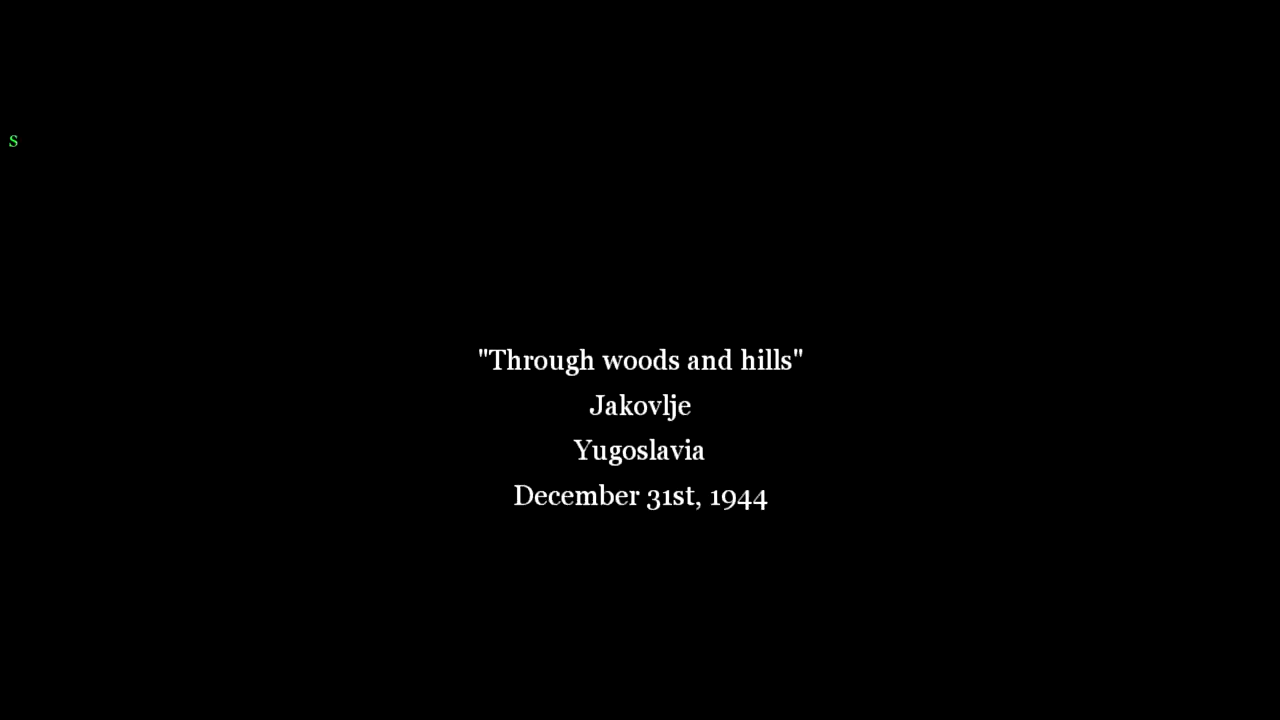 s
"Through woods and hills"
Jakovlje
Yugoslavia
December 31st, 1944